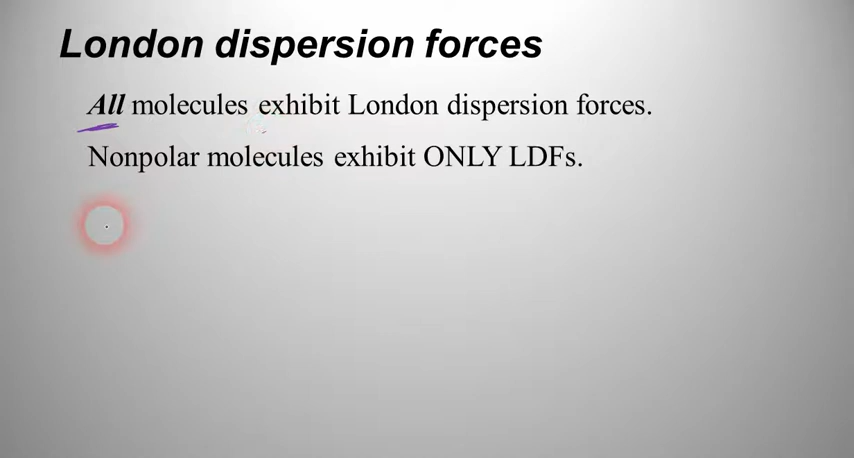 London dispersion forces
All molecules exhibit London dispersion forces.
Nonpolar molecules exhibit ONLY LDFs.